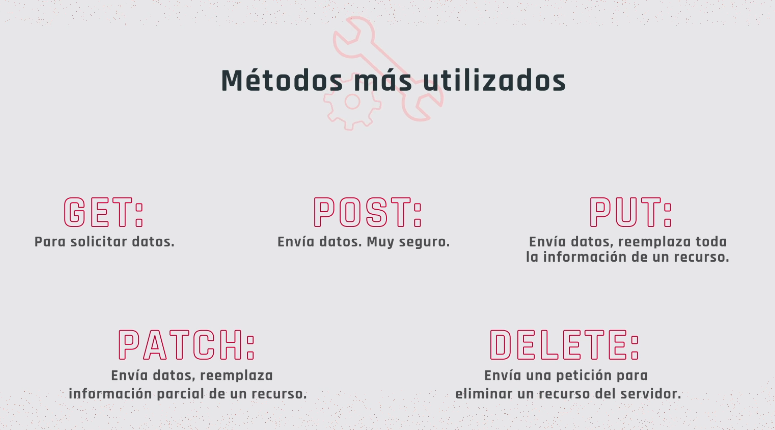 Métodos más utilizados
GET:
Para solicitar datos.
POST:
Envía datos. Muy seguro.
PUT:
Envía datos, reemplaza toda
la información de un recurso.
PATCH:
Envía datos, reemplaza
información parcial de un recurso.
DELETE:
Envía una petición para
eliminar un recurso del servidor.